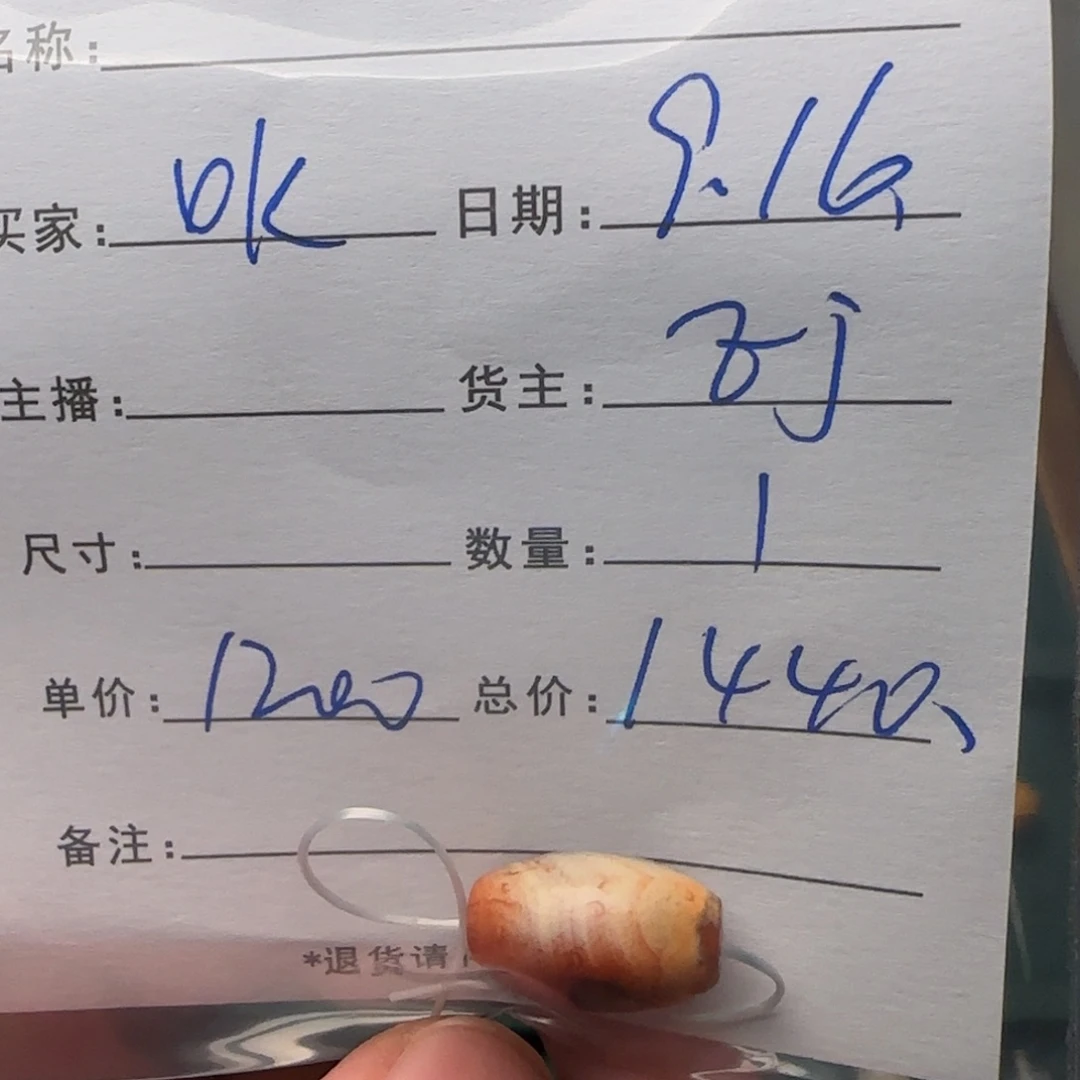 名称：
买家：OK 日期：9.16
主播： 货主：
尺寸： 数量：1
单价：1200 总价：1440
备注：
*退货请